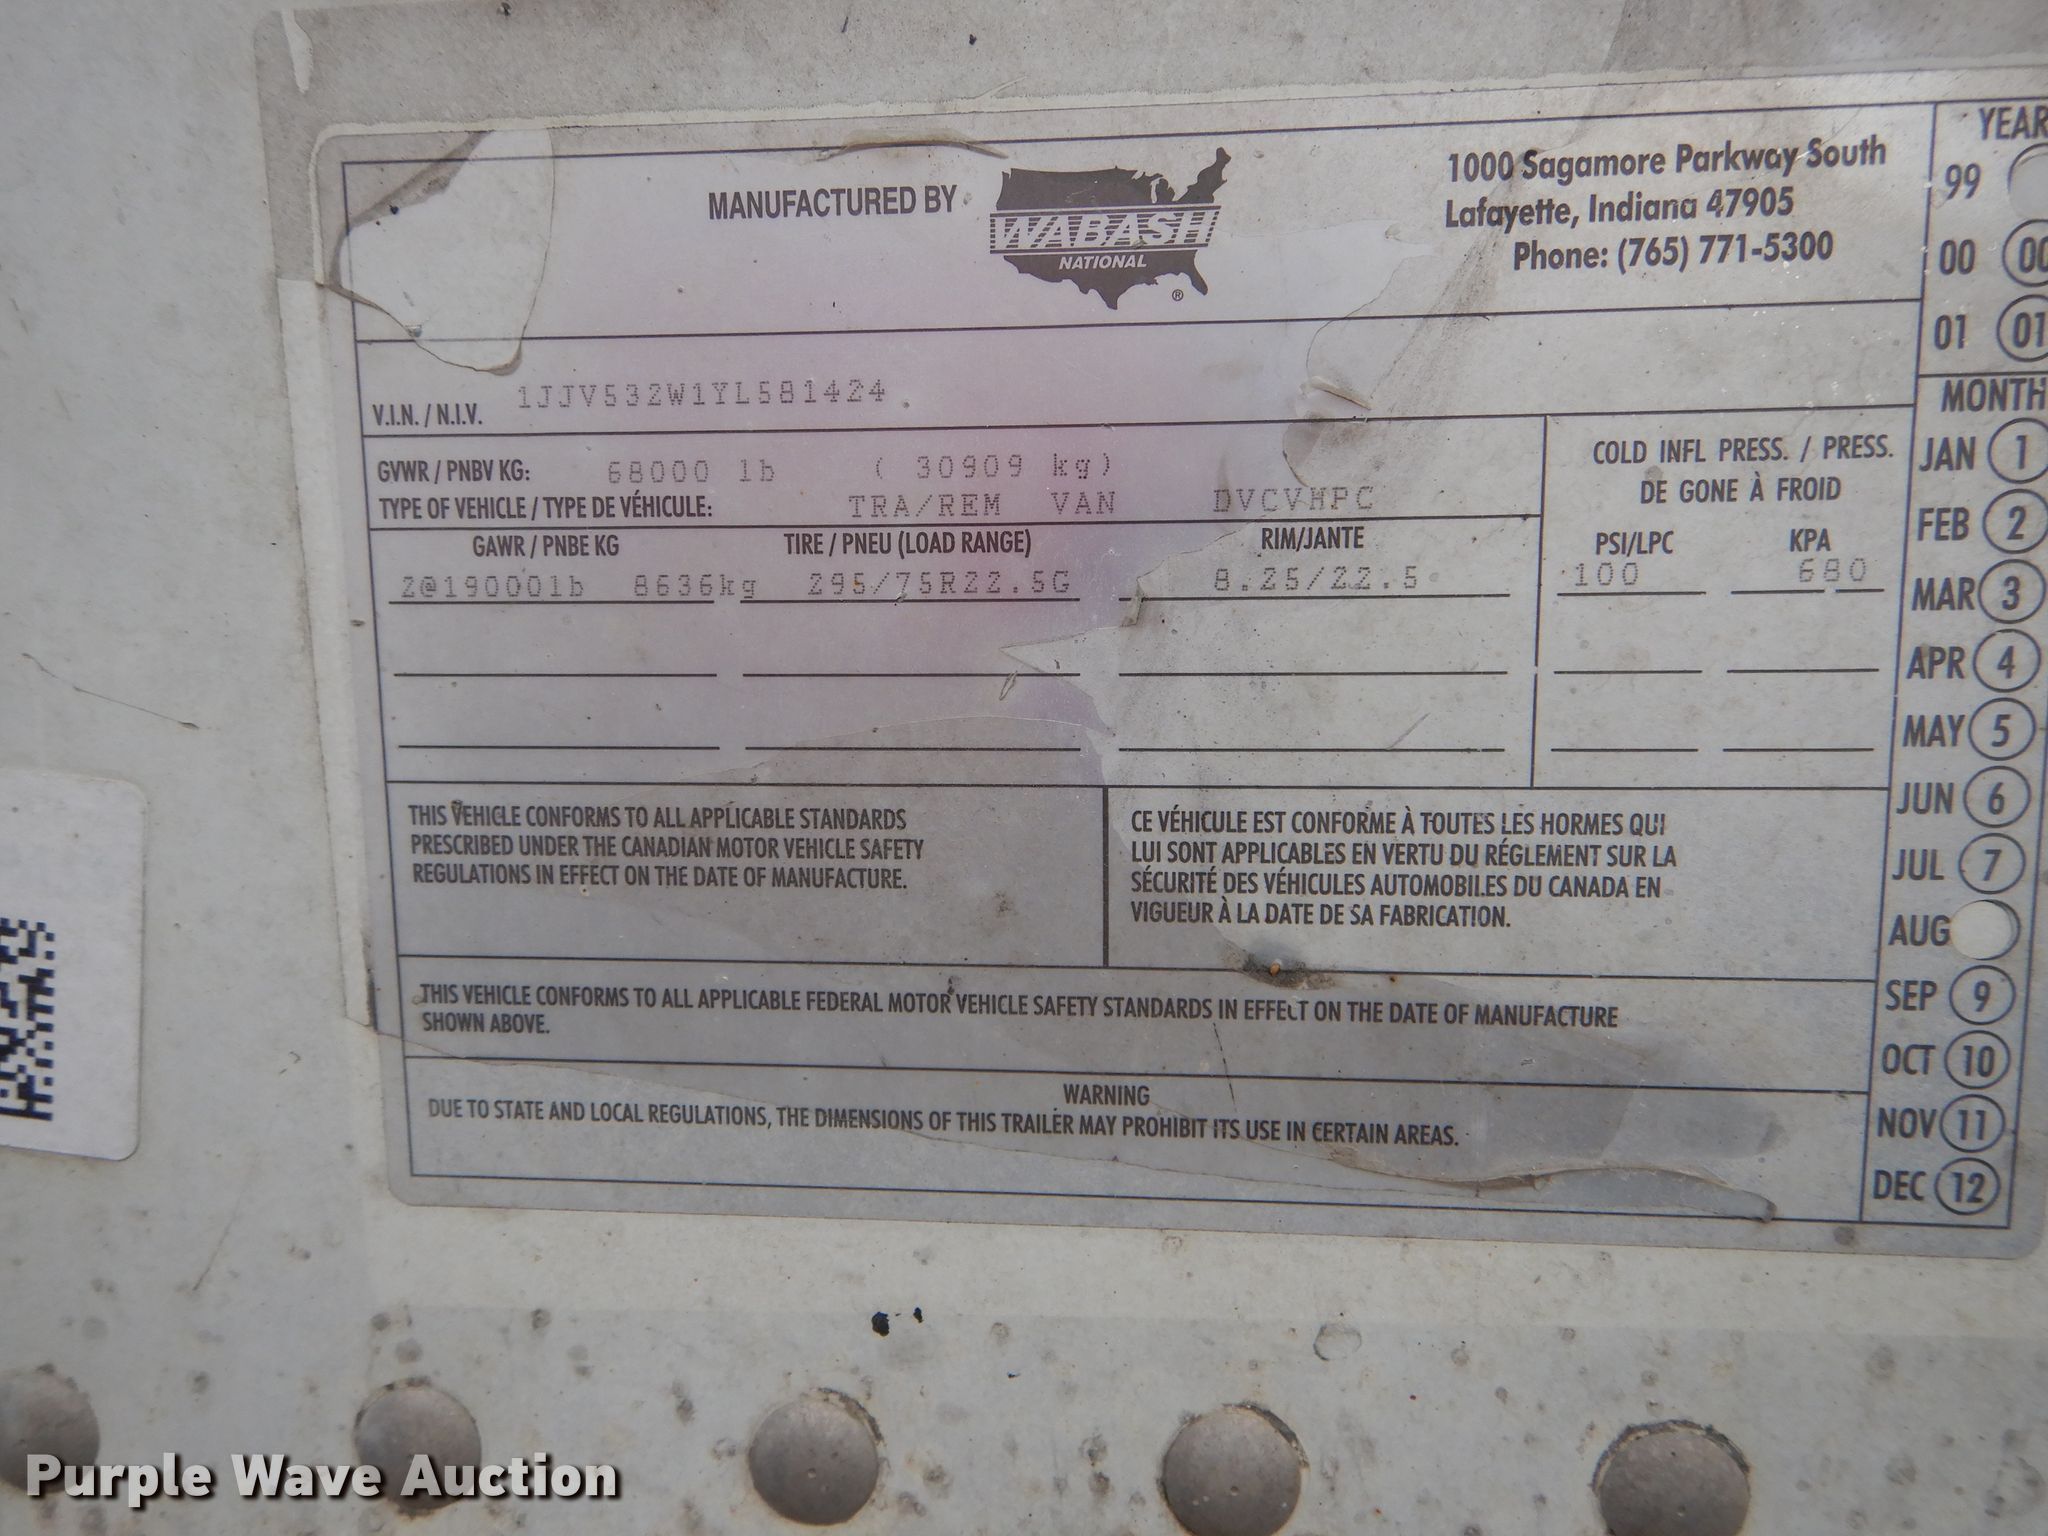 MANUFACTURED BY
WABASH
NATIONAL
®
1000 Sagamore Parkway South
Lafayette, Indiana 47905
Phone: (765) 771-5300
V.I.N. / N.I.V. 1JJV532W1YL581424
GVWR / PNBV KG: 68000 lb ( 30909 kg)
TYPE OF VEHICLE / TYPE DE VÉHICULE: TRA/REM VAN DVCVHPC
COLD INFL PRESS. / PRESS.
DE GONE À FROID
GAWR / PNBE KG TIRE / PNEU (LOAD RANGE) RIM/JANTE PSI/LPC KPA
2@19000lb 8636kg 295/75R22.5G 8.25/22.5 100 680
THIS VEHICLE CONFORMS TO ALL APPLICABLE STANDARDS
PRESCRIBED UNDER THE CANADIAN MOTOR VEHICLE SAFETY
REGULATIONS IN EFFECT ON THE DATE OF MANUFACTURE.
CE VÉHICULE EST CONFORME À TOUTES LES HORMES QUI
LUI SONT APPLICABLES EN VERTU DU RÉGLEMENT SUR LA
SÉCURITÉ DES VÉHICULES AUTOMOBILES DU CANADA EN
VIGUEUR À LA DATE DE SA FABRICATION.
THIS VEHICLE CONFORMS TO ALL APPLICABLE FEDERAL MOTOR VEHICLE SAFETY STANDARDS IN EFFECT ON THE DATE OF MANUFACTURE
SHOWN ABOVE.
WARNING
DUE TO STATE AND LOCAL REGULATIONS, THE DIMENSIONS OF THIS TRAILER MAY PROHIBIT ITS USE IN CERTAIN AREAS.
YEAR
99
00 00
01 01
MONTH
JAN 1
FEB 2
MAR 3
APR 4
MAY 5
JUN 6
JUL 7
AUG
SEP 9
OCT 10
NOV 11
DEC 12
Purple Wave Auction